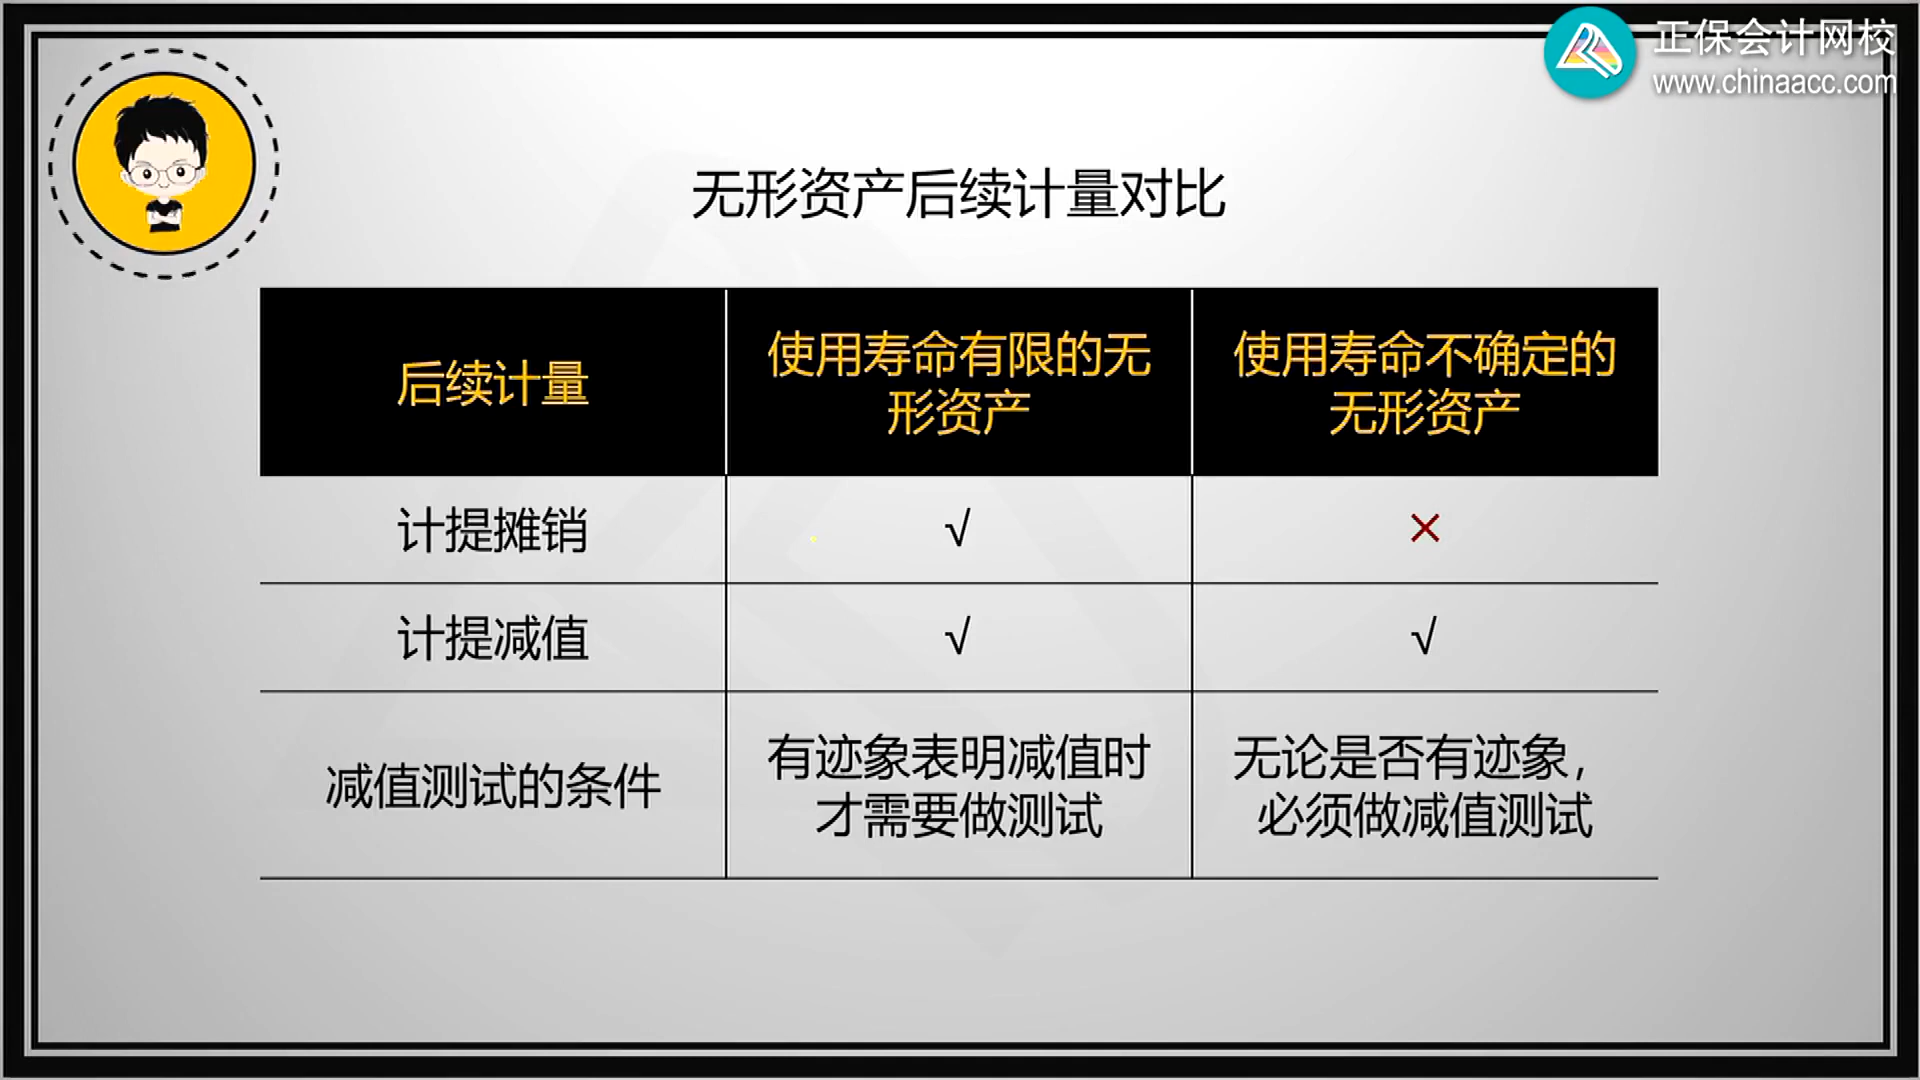 正保会计网校
www.chinaacc.com
无形资产后续计量对比
后续计量
使用寿命有限的无
形资产
使用寿命不确定的
无形资产
计提摊销
√
×
计提减值
√
√
减值测试的条件
有迹象表明减值时
才需要做测试
无论是否有迹象，
必须做减值测试